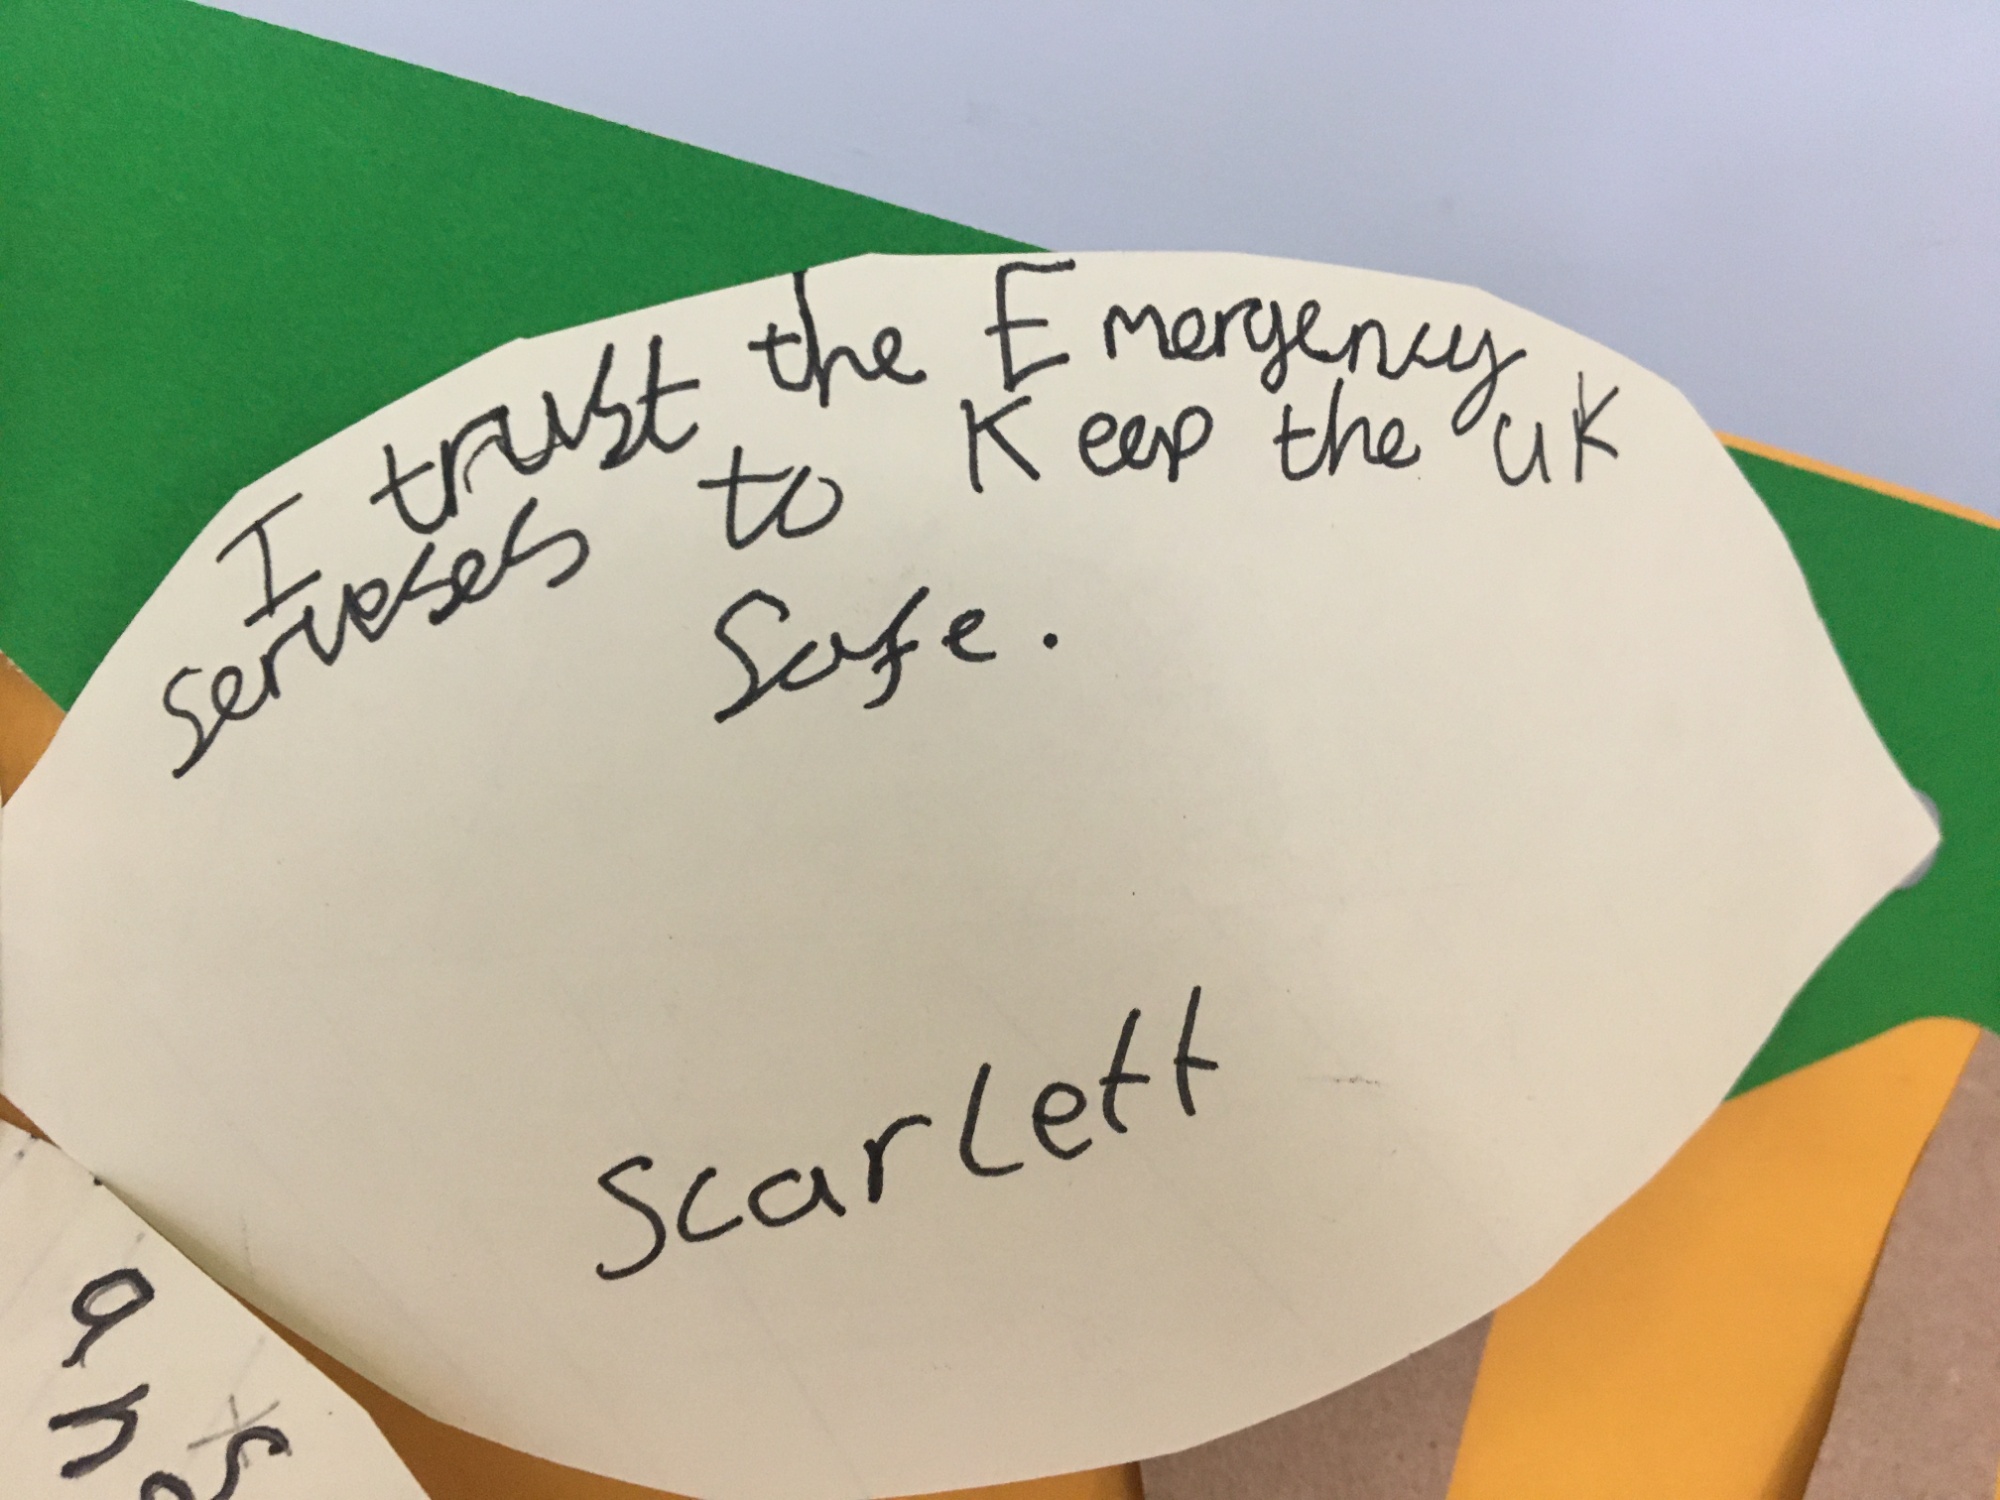 I trust the Emergency
serveses to Keep the UK
Safe.
Scarlett